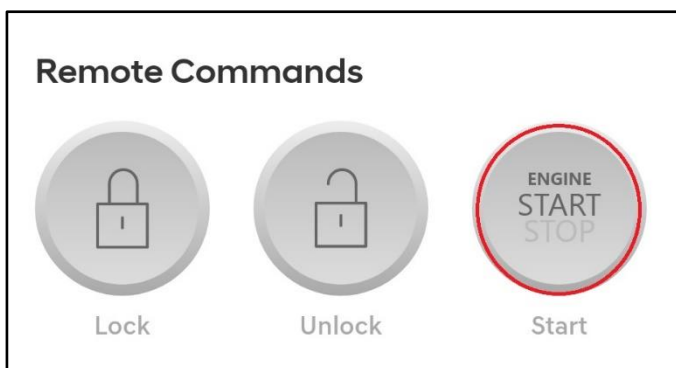 Remote Commands
ENGINE
START
STOP
Lock
Unlock
Start